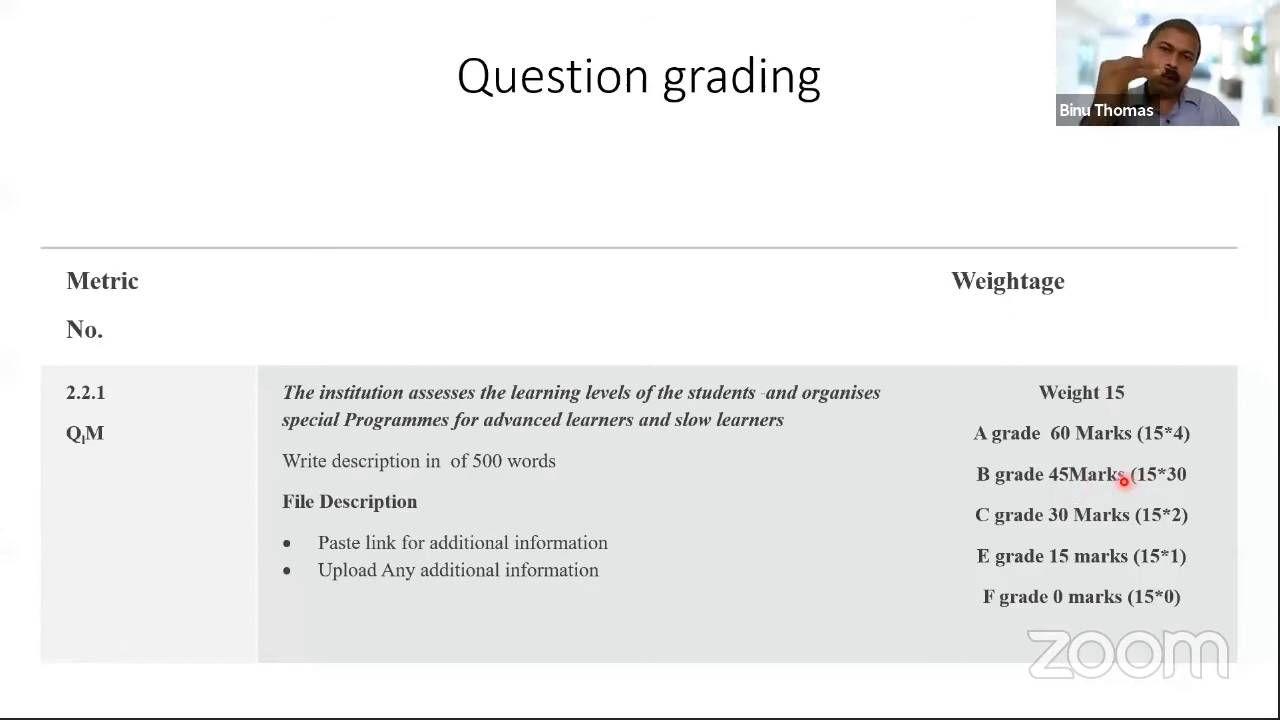 Question grading
Binu Thomas
Metric
No.
Weightage
2.2.1
QlM
The institution assesses the learning levels of the students -and organises
special Programmes for advanced learners and slow learners
Write description in of 500 words
File Description
• Paste link for additional information
• Upload Any additional information
Weight 15
A grade 60 Marks (15*4)
B grade 45Marks (15*30
C grade 30 Marks (15*2)
E grade 15 marks (15*1)
F grade 0 marks (15*0)
zoom